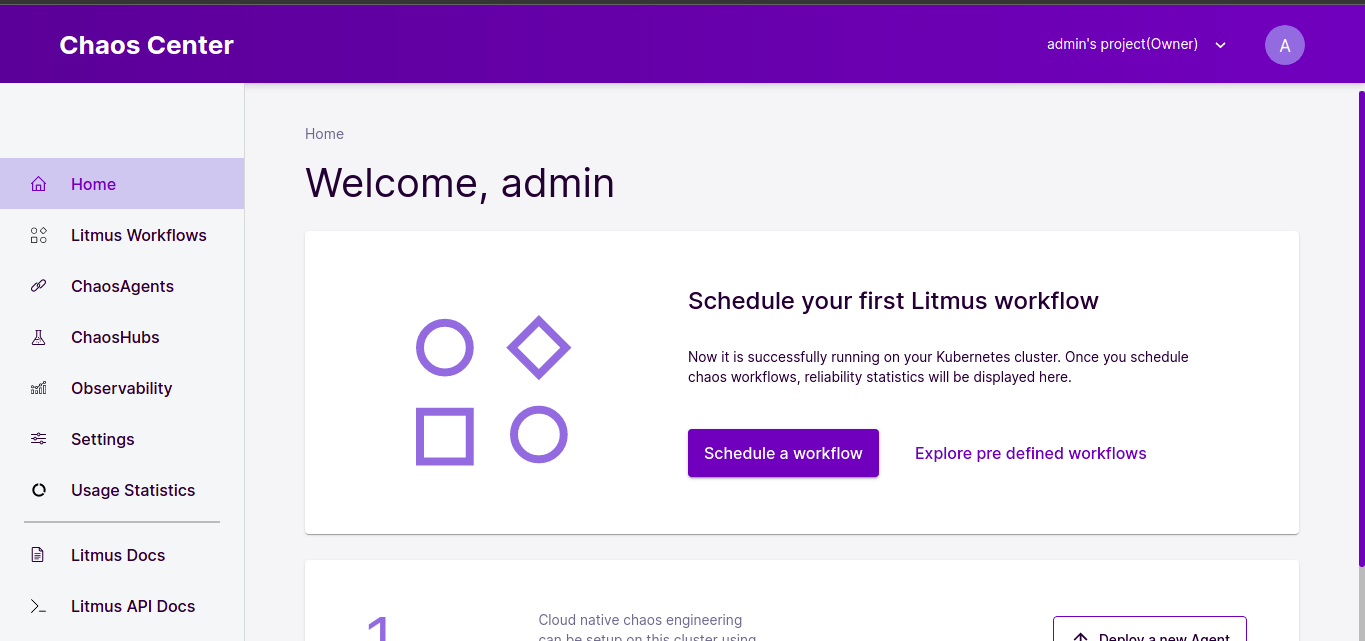 Chaos Center
admin's project(Owner)
A
Home
Litmus Workflows
ChaosAgents
ChaosHubs
Observability
Settings
Usage Statistics
Litmus Docs
Litmus API Docs
Home
Welcome, admin
Schedule your first Litmus workflow
Now it is successfully running on your Kubernetes cluster. Once you schedule
chaos workflows, reliability statistics will be displayed here.
Schedule a workflow
Explore pre defined workflows
1
Cloud native chaos engineering
can be setup on this cluster using
Deploy a new Agent